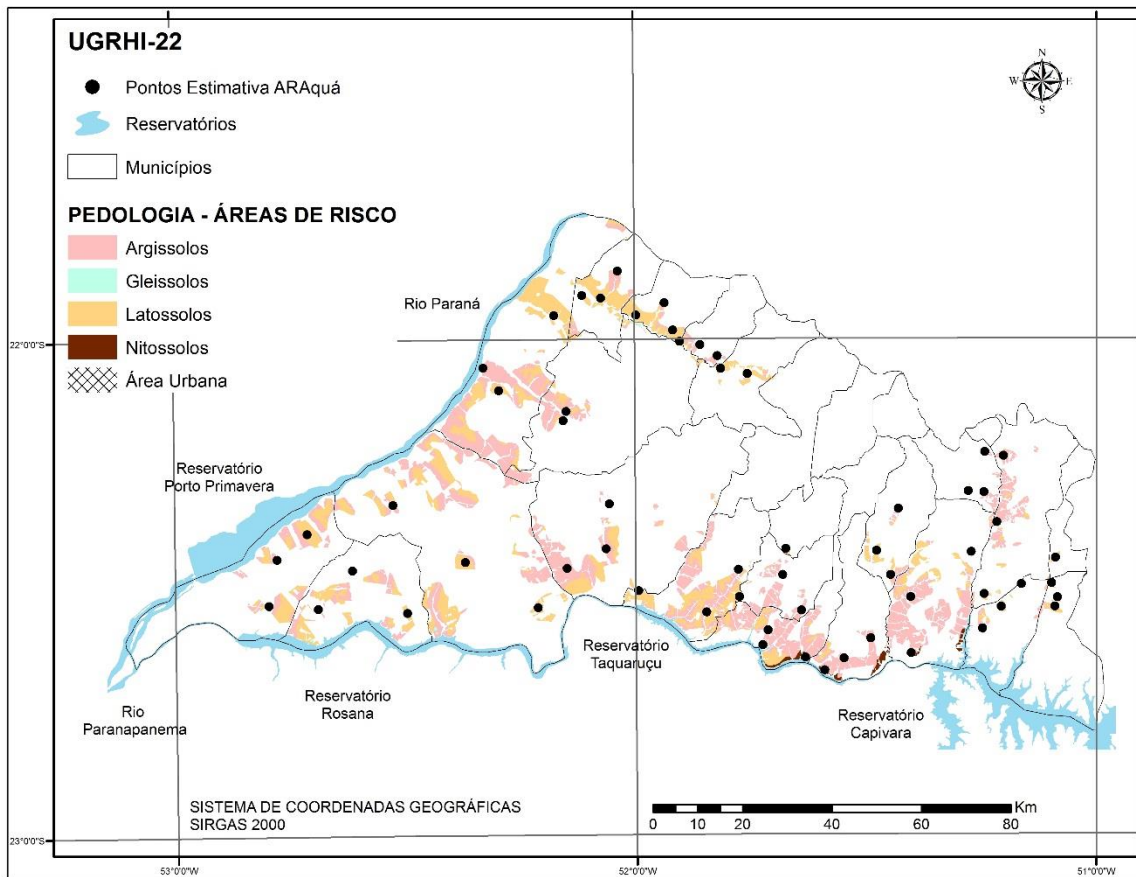 UGRHI-22
Pontos Estimativa ARAquá
Reservatórios
Municípios
PEDOLOGIA - ÁREAS DE RISCO
Argissolos
Gleissolos
Latossolos
Nitossolos
Área Urbana
N
W
E
S
Rio Paraná
22°0'0"S
Reservatório
Porto Primavera
Reservatório
Taquaruçu
Reservatório
Rosana
Rio
Paranapanema
Reservatório
Capivara
SISTEMA DE COORDENADAS GEOGRÁFICAS
SIRGAS 2000
Km
0 10 20 40 60 80
23°0'0"S
53°0'0"W
52°0'0"W
51°0'0"W